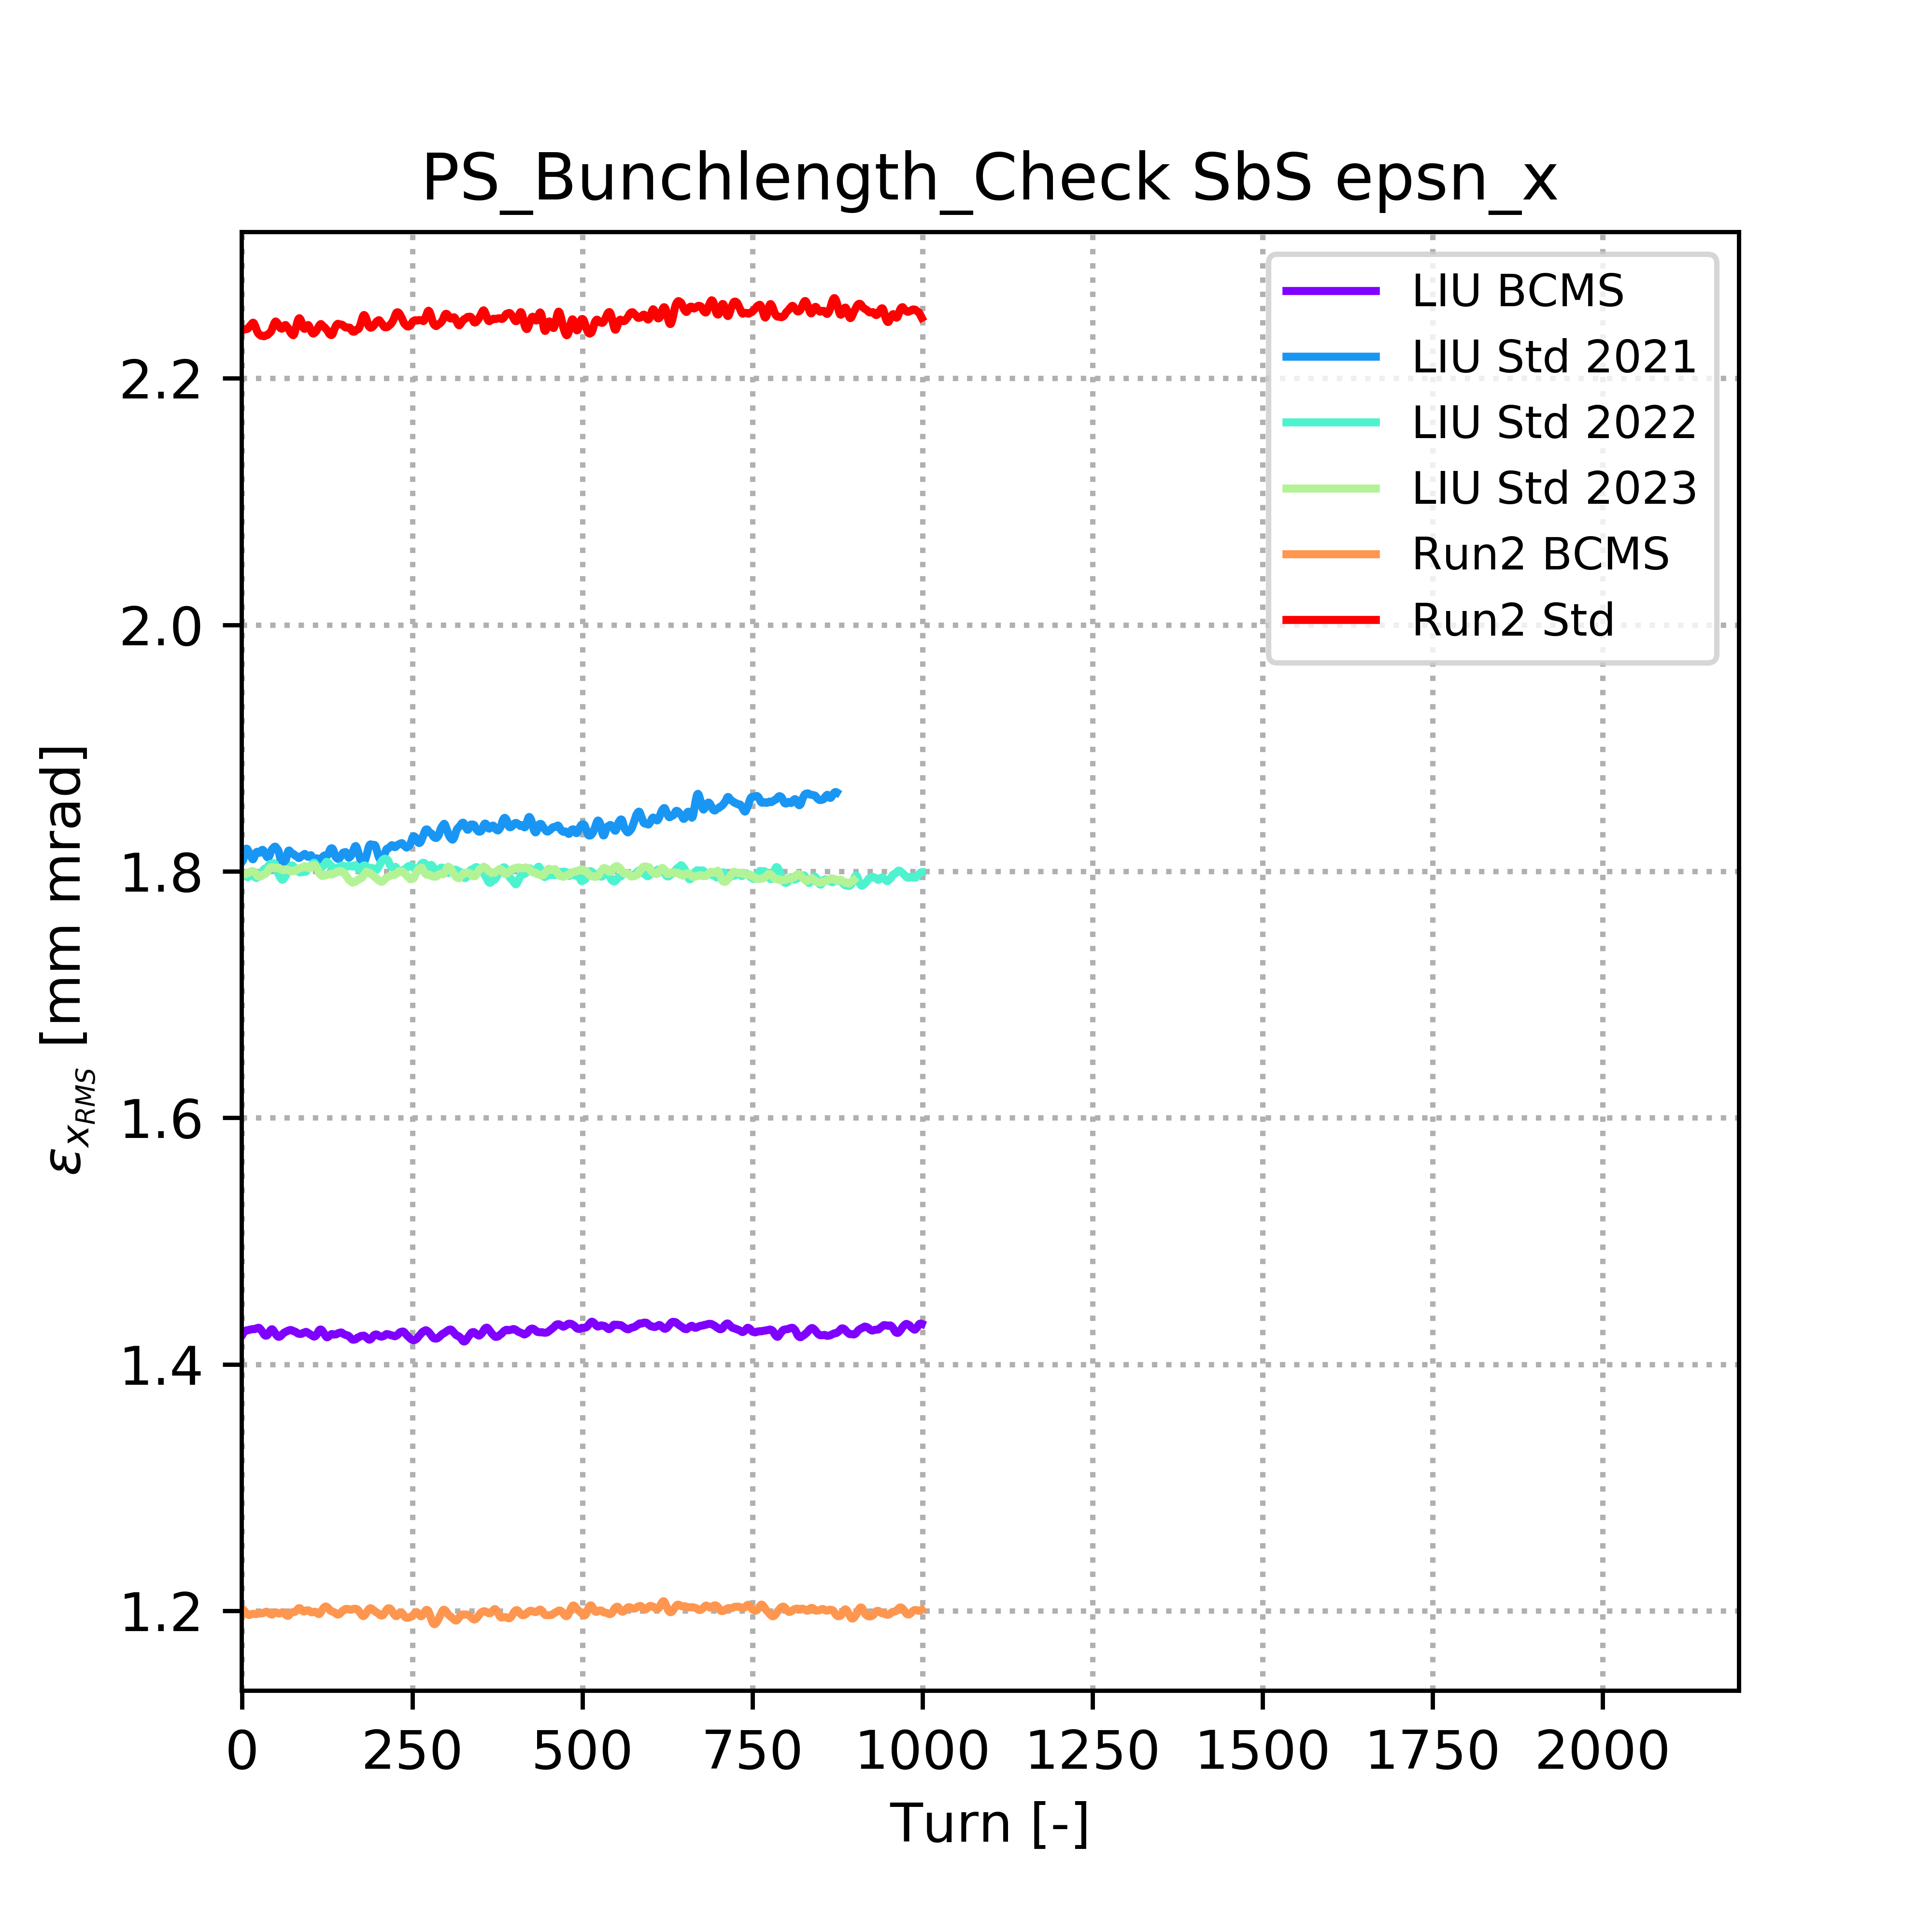 PS_Bunchlength_Check SbS epsn_x
LIU BCMS
LIU Std 2021
LIU Std 2022
LIU Std 2023
Run2 BCMS
Run2 Std
2.2
2.0
1.8
1.6
1.4
1.2
ε_{x_{RMS}} [mm mrad]
0 250 500 750 1000 1250 1500 1750 2000
Turn [-]